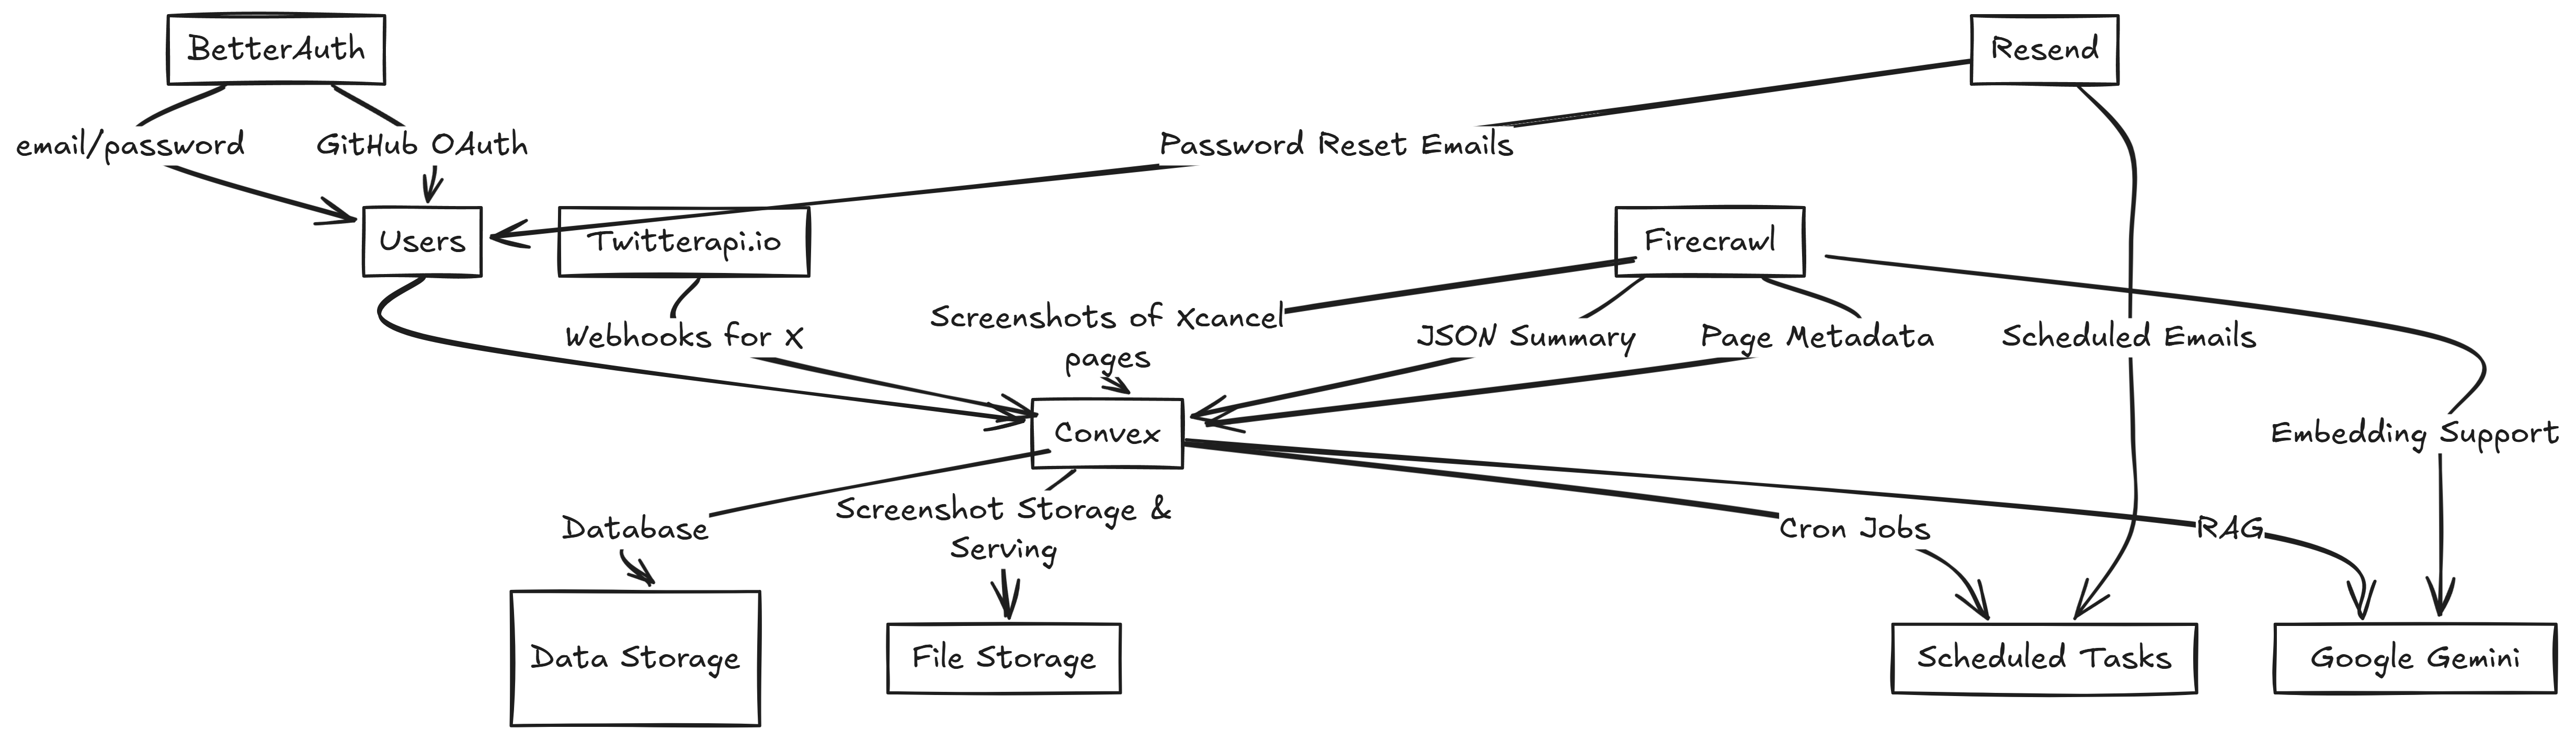 BetterAuth
Resend
email/password
GitHub OAuth
Password Reset Emails
Users
Twitterapi.io
Firecrawl
Webhooks for X
Screenshots of Xcancel
pages
JSON Summary
Page Metadata
Scheduled Emails
Convex
Embedding Support
Database
Screenshot Storage &
Serving
Cron Jobs
RAG
Data Storage
File Storage
Scheduled Tasks
Google Gemini